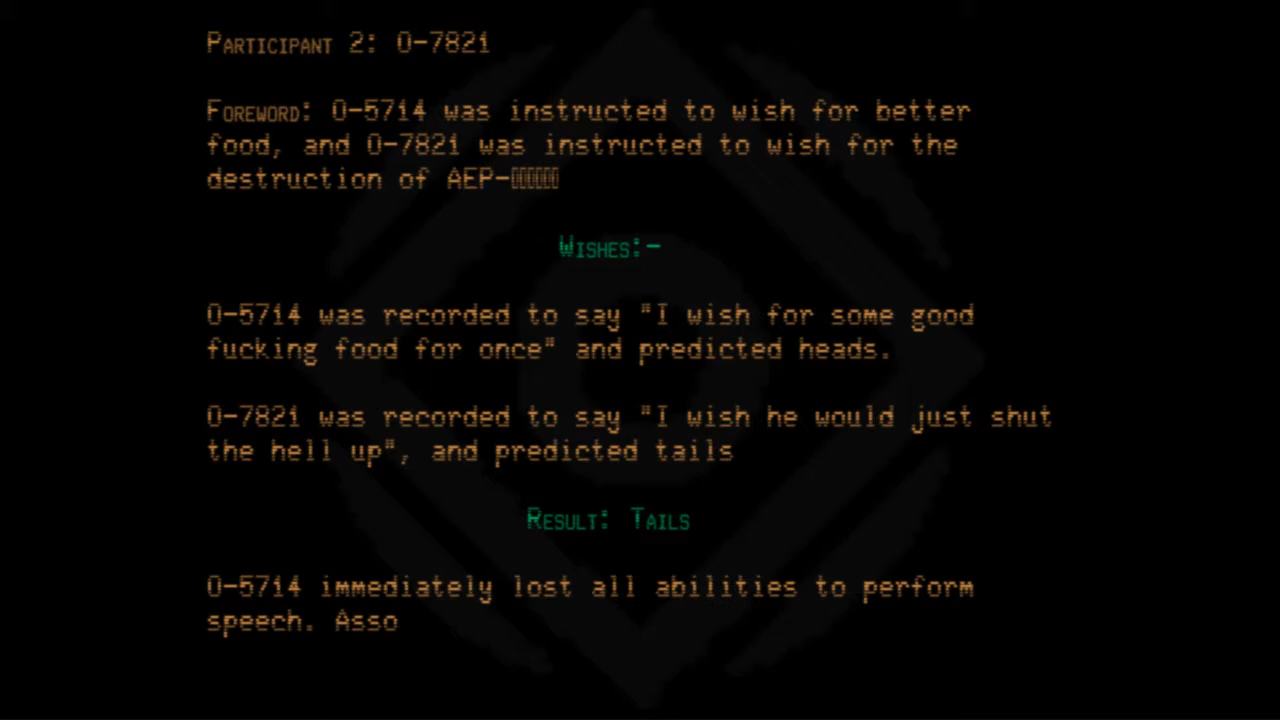 Participant 2: O-7821
Foreword: O-5714 was instructed to wish for better
food, and O-7821 was instructed to wish for the
destruction of AEP-▯▯▯▯▯▯
Wishes:-
O-5714 was recorded to say "I wish for some good
fucking food for once" and predicted heads.
O-7821 was recorded to say "I wish he would just shut
the hell up", and predicted tails
Result: Tails
O-5714 immediately lost all abilities to perform
speech. Asso